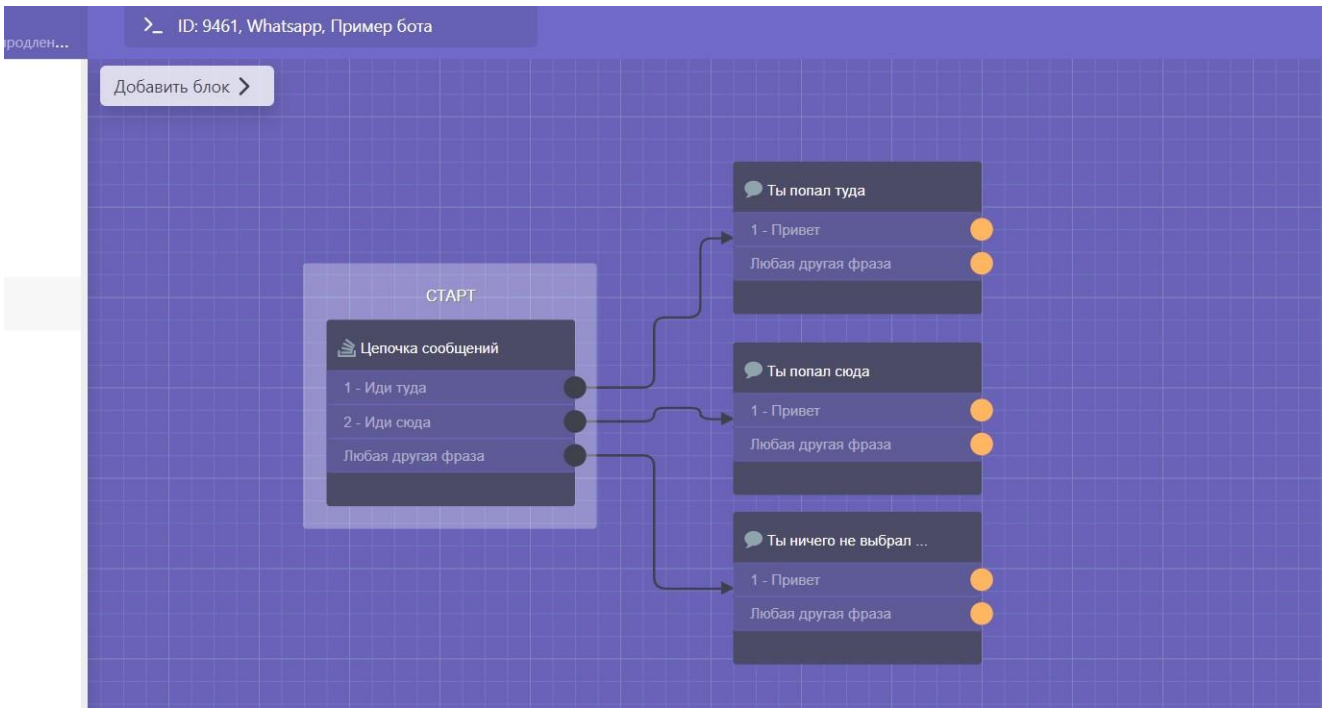 >_ ID: 9461, Whatsapp, Пример бота
родлен...
Добавить блок >
СТАРТ
Цепочка сообщений
1 - Иди туда
2 - Иди сюда
Любая другая фраза
Ты попал туда
1 - Привет
Любая другая фраза
Ты попал сюда
1 - Привет
Любая другая фраза
Ты ничего не выбрал ...
1 - Привет
Любая другая фраза